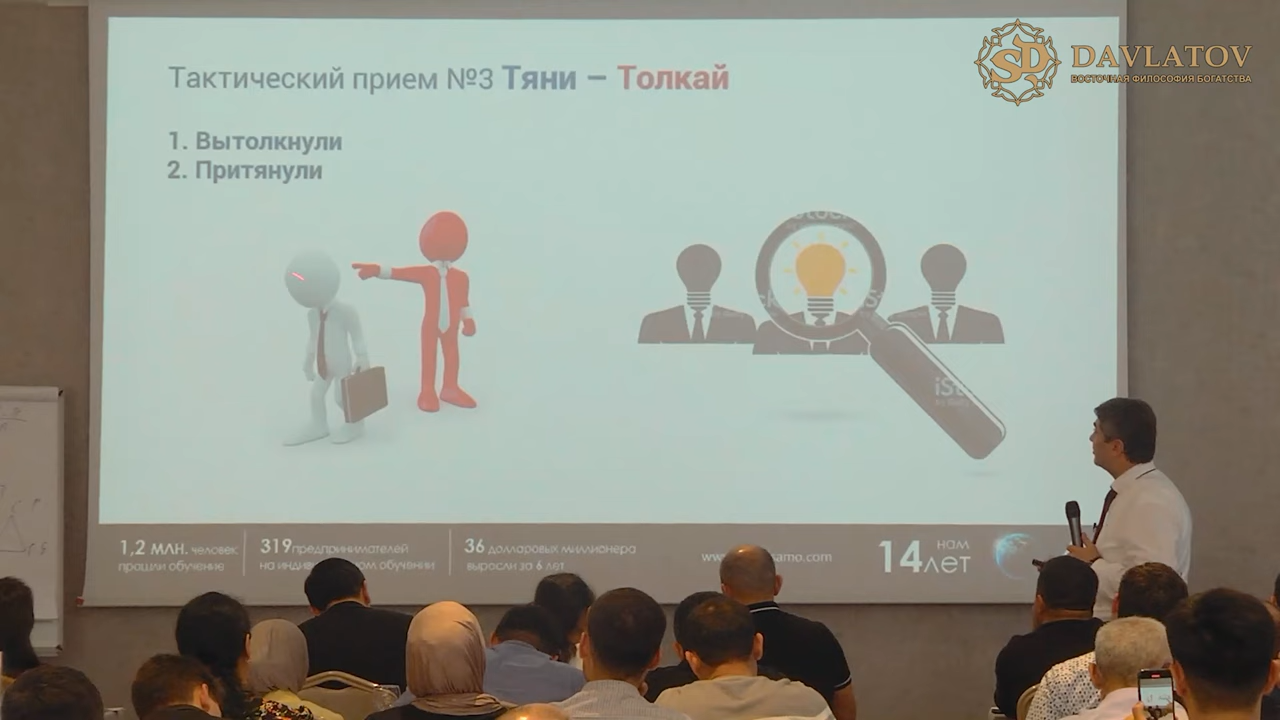 DAVLATOV
ВОСТОЧНАЯ ФИЛОСОФИЯ БОГАТСТВА
Тактический прием №3 Тяни – Толкай
1. Вытолкнули
2. Притянули
1,2 МЛН. человек
прошли обучение
319 предпринимателей
на обучении
36 долларовых миллионера
выросли за 6 лет
14 лет нам